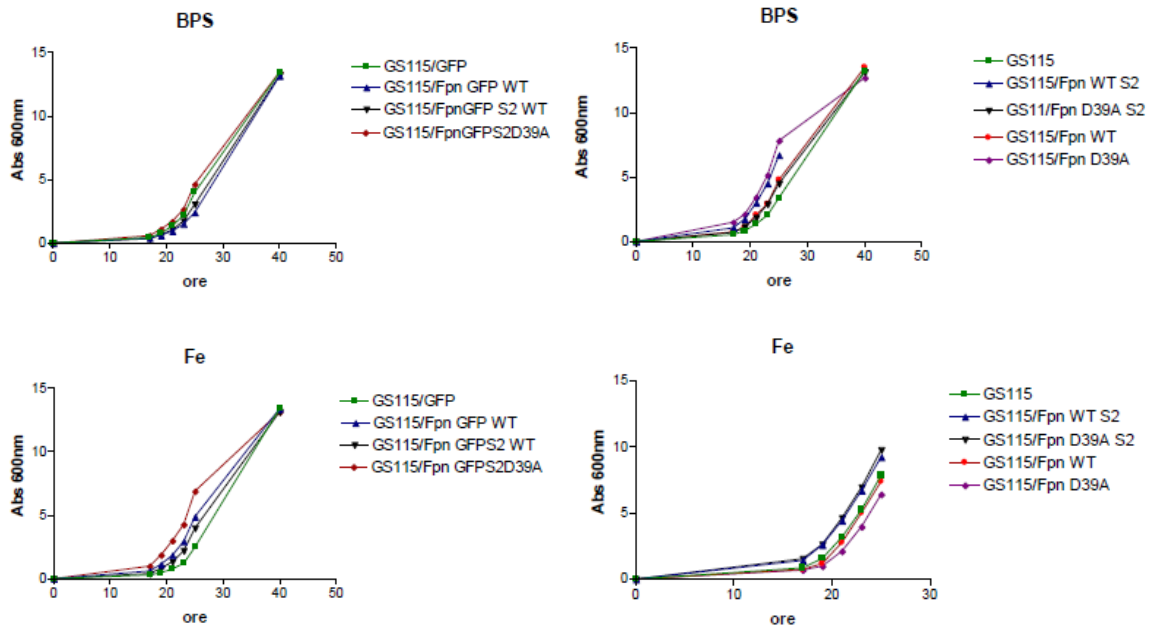 BPS
15
10
5
0
Abs 600nm
0 10 20 30 40 50
ore
GS115/GFP
GS115/Fpn GFP WT
GS115/FpnGFP S2 WT
GS115/FpnGFPS2D39A
BPS
15
10
5
0
Abs 600nm
0 10 20 30 40 50
ore
GS115
GS115/Fpn WT S2
GS11/Fpn D39A S2
GS115/Fpn WT
GS115/Fpn D39A
Fe
15
10
5
0
Abs 600nm
0 10 20 30 40 50
ore
GS115/GFP
GS115/Fpn GFP WT
GS115/Fpn GFPS2 WT
GS115/Fpn GFPS2D39A
Fe
15
10
5
0
Abs 600nm
0 10 20 30
ore
GS115
GS115/Fpn WT S2
GS115/Fpn D39A S2
GS115/Fpn WT
GS115/Fpn D39A